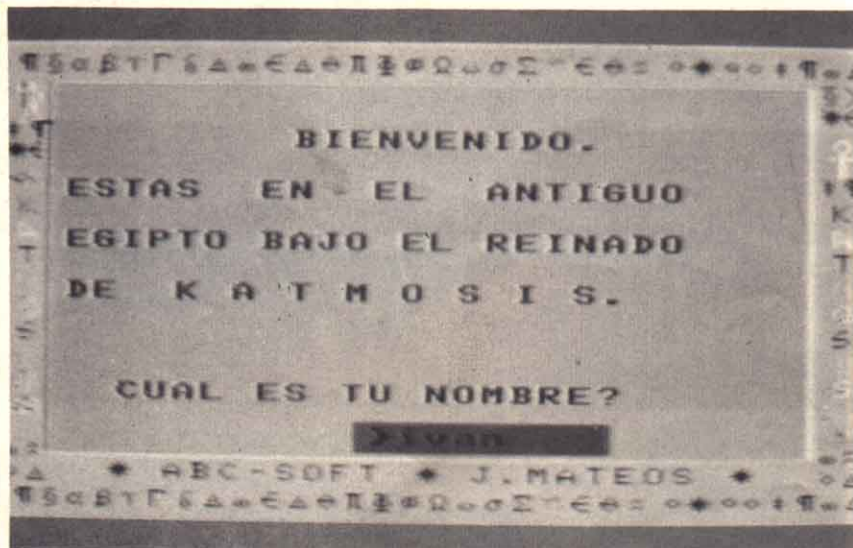 BIENVENIDO.
ESTAS EN EL ANTIGUO
EGIPTO BAJO EL REINADO
DE K A T M O S I S.
CUAL ES TU NOMBRE?
>Ivan
* ABC-SOFT * J.MATEOS *